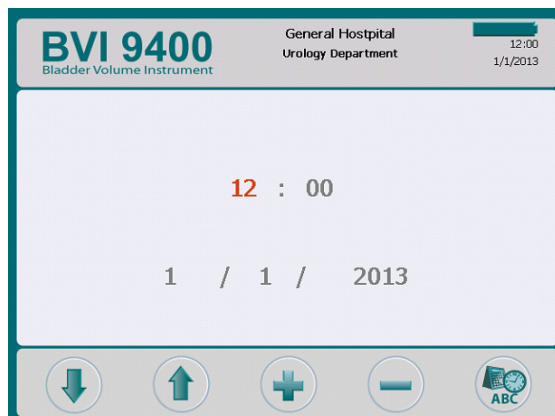 BVI 9400
Bladder Volume Instrument
General Hostpital
Urology Department
12:00
1/1/2013
12 : 00
1 / 1 / 2013
ABC